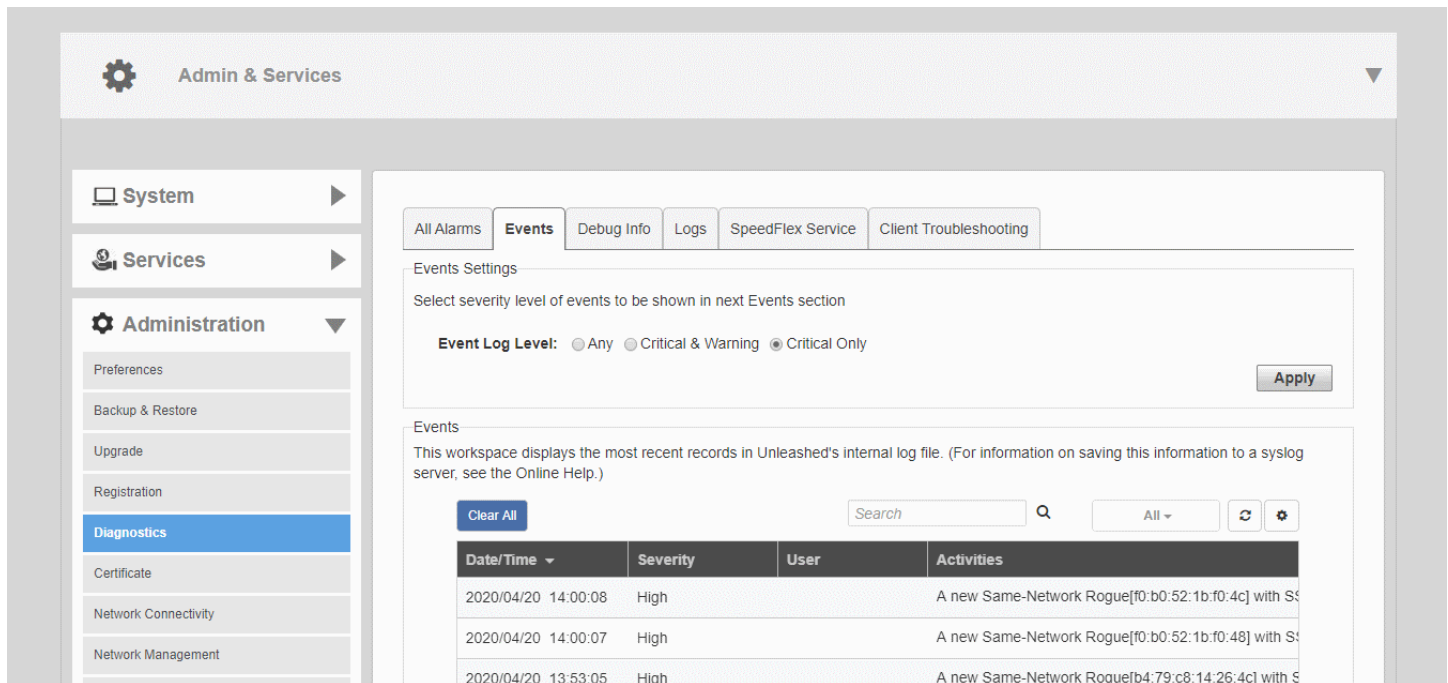 Admin & Services
System
Services
Administration
Preferences
Backup & Restore
Upgrade
Registration
Diagnostics
Certificate
Network Connectivity
Network Management
All Alarms Events Debug Info Logs SpeedFlex Service Client Troubleshooting
Events Settings
Select severity level of events to be shown in next Events section
Event Log Level: Any Critical & Warning Critical Only
Apply
Events
This workspace displays the most recent records in Unleashed's internal log file. (For information on saving this information to a syslog
server, see the Online Help.)
Clear All Search All
Date/Time Severity User Activities
2020/04/20 14:00:08 High A new Same-Network Rogue[f0:b0:52:1b:f0:4c] with SS
2020/04/20 14:00:07 High A new Same-Network Rogue[f0:b0:52:1b:f0:48] with SS
2020/04/20 13:53:05 High A new Same-Network Rogue[b4:79:c8:14:26:4c] with S